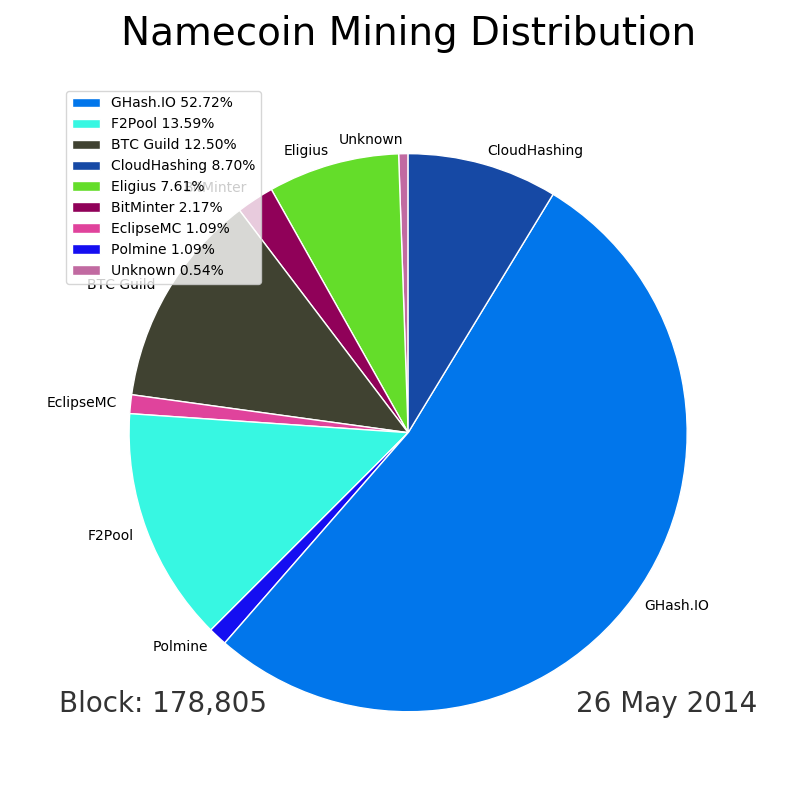 Namecoin Mining Distribution
GHash.IO 52.72%
F2Pool 13.59%
BTC Guild 12.50%
CloudHashing 8.70%
Eligius 7.61%
BitMinter 2.17%
EclipseMC 1.09%
Polmine 1.09%
Unknown 0.54%
Unknown
Eligius
CloudHashing
BitMinter
BTC Guild
EclipseMC
F2Pool
Polmine
GHash.IO
Block: 178,805
26 May 2014